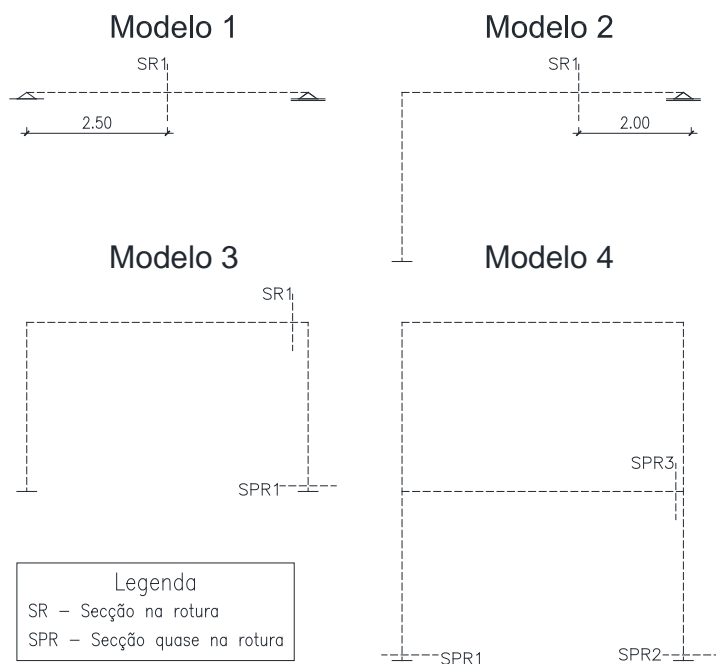 Modelo 1
Modelo 2
SR1
SR1
2.50
2.00
Modelo 3
Modelo 4
SR1
SPR3
SPR1
Legenda
SR – Secção na rotura
SPR – Secção quase na rotura
SPR1
SPR2